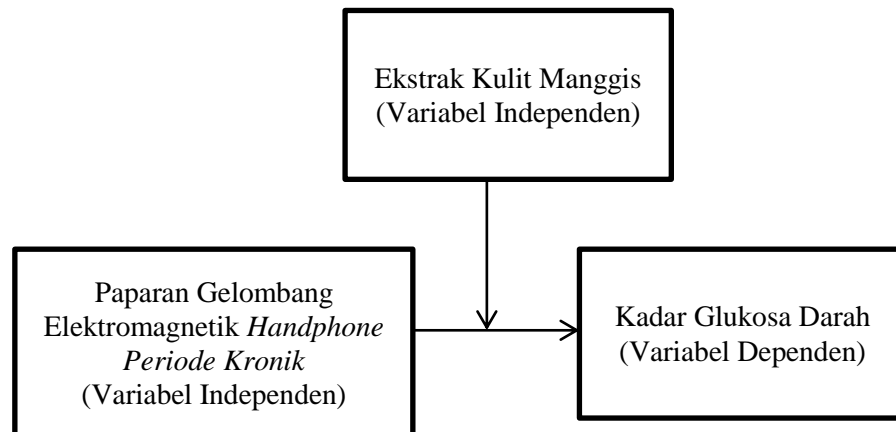 Ekstrak Kulit Manggis
(Variabel Independen)
Paparan Gelombang
Elektromagnetik Handphone
Periode Kronik
(Variabel Independen)
Kadar Glukosa Darah
(Variabel Dependen)